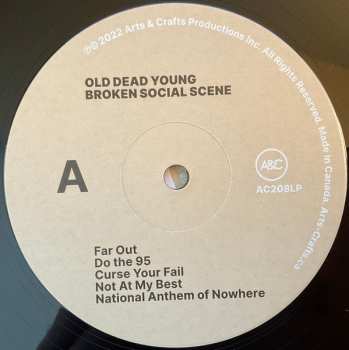 ℗© 2022 Arts & Crafts Productions Inc. All Rights Reserved. Made in Canada. Arts-Crafts.ca
OLD DEAD YOUNG
BROKEN SOCIAL SCENE
A
A&C
AC208LP
Far Out
Do the 95
Curse Your Fail
Not At My Best
National Anthem of Nowhere